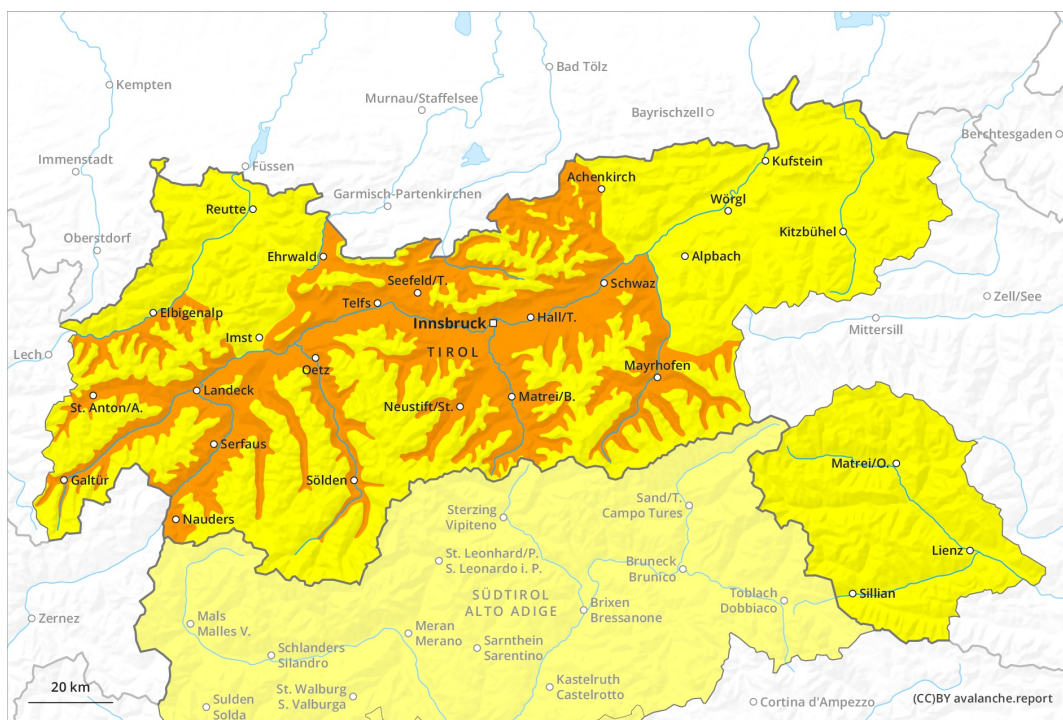 Kempten
Bad Tölz
Murnau/Staffelsee
Bayrischzell
Berchtesgaden
Immenstadt
Füssen
Kufstein
Achenkirch
Garmisch-Partenkirchen
Reutte
Wörgl
Oberstdorf
Kitzbühel
Ehrwald
Alpbach
Seefeld/T.
Schwaz
Zell/See
Telfs
Elbigenalp
Innsbruck
Hall/T.
Mittersill
Imst
Lech
TIROL
Oetz
Mayrhofen
Landeck
St. Anton/A.
Neustift/St.
Matrei/B.
Serfaus
Matrei/O.
Galtür
Sölden
Sand/T.
Campo Tures
Sterzing
Vipiteno
Nauders
Lienz
St. Leonhard/P.
S. Leonardo i. P.
Bruneck
Brunico
SÜDTIROL
ALTO ADIGE
Toblach
Dobbiaco
Sillian
Brixen
Bressanone
Zernez
Mals
Malles V.
Meran
Merano
Sarnthein
Sarentino
Schlanders
Silandro
Kastelruth
Castelrotto
20 km
St. Walburg
S. Valburga
Sulden
Solda
Cortina d'Ampezzo
(CC)BY avalanche.report